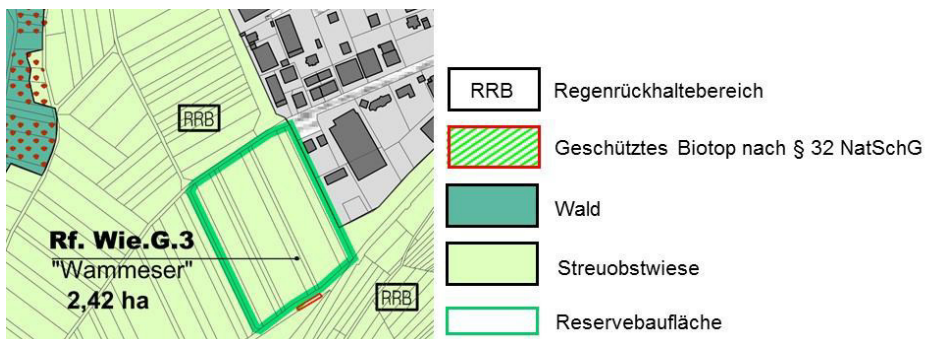 RRB
Rf. Wie.G.3
"Wammeser"
2,42 ha
RRB
RRB Regenrückhaltebereich
Geschütztes Biotop nach § 32 NatSchG
Wald
Streuobstwiese
Reservebaufläche